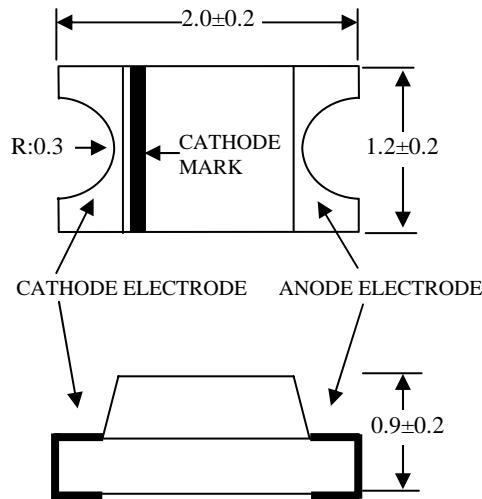 2.0±0.2
R:0.3
CATHODE
MARK
1.2±0.2
CATHODE ELECTRODE
ANODE ELECTRODE
0.9±0.2